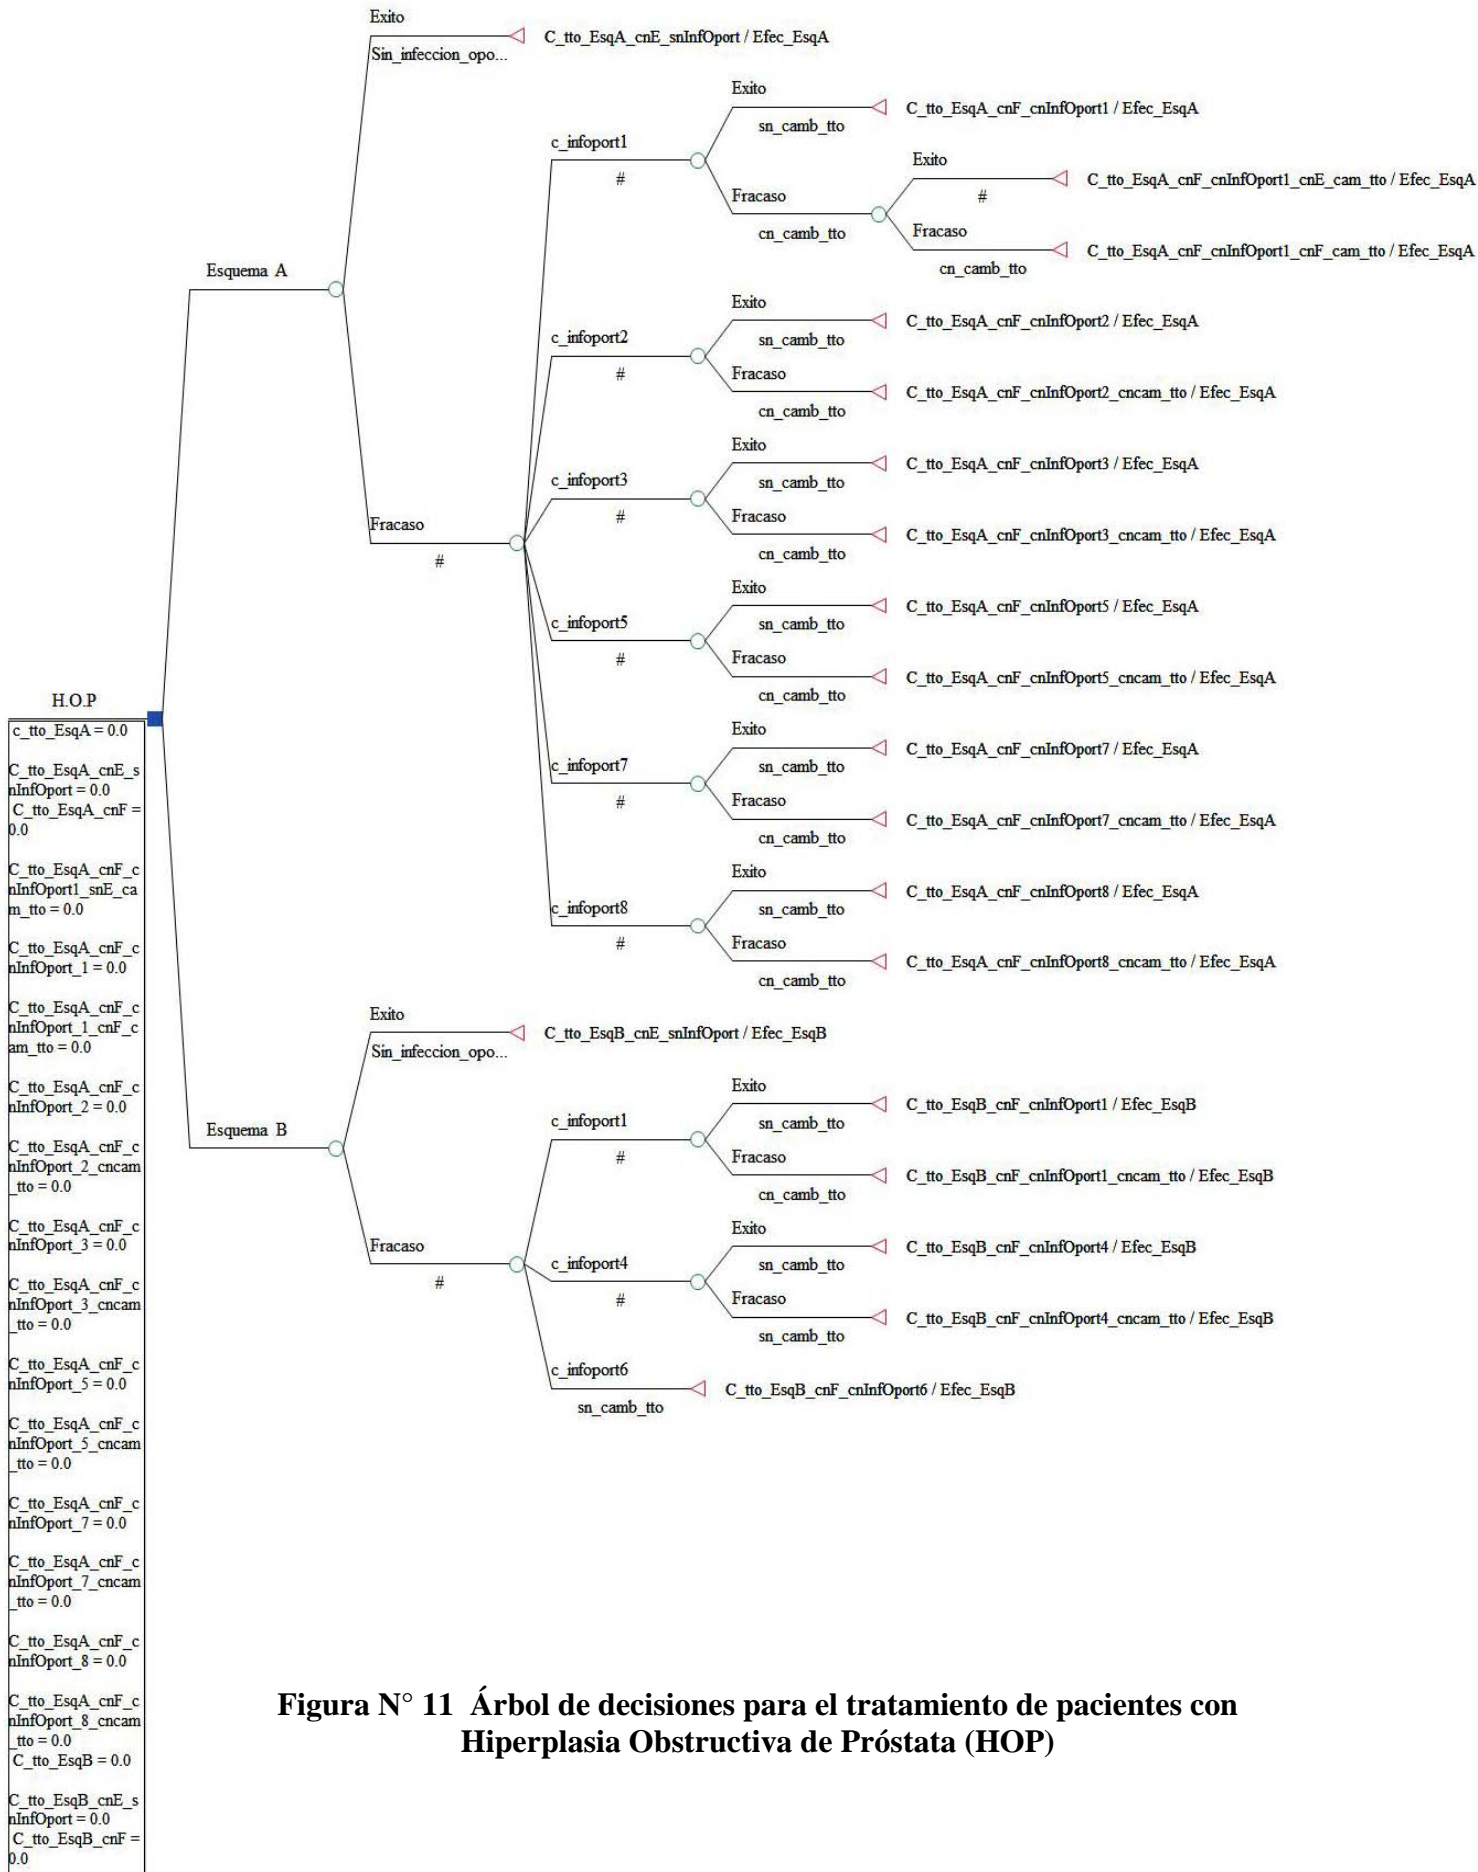 Exito
C_tto_EsqA_cnE_snInfOport / Efec_EsqA
Sin_infeccion_opo...
Exito
C_tto_EsqA_cnF_cnInfOport1 / Efec_EsqA
sn_camb_tto
c_infoport1
#
Exito
C_tto_EsqA_cnF_cnInfOport1_cnE_cam_tto / Efec_EsqA
#
Fracaso
cn_camb_tto
Fracaso
C_tto_EsqA_cnF_cnInfOport1_cnF_cam_tto / Efec_EsqA
cn_camb_tto
Esquema A
Exito
C_tto_EsqA_cnF_cnInfOport2 / Efec_EsqA
sn_camb_tto
c_infoport2
#
Fracaso
C_tto_EsqA_cnF_cnInfOport2_cncam_tto / Efec_EsqA
cn_camb_tto
Exito
C_tto_EsqA_cnF_cnInfOport3 / Efec_EsqA
sn_camb_tto
c_infoport3
#
Fracaso
C_tto_EsqA_cnF_cnInfOport3_cncam_tto / Efec_EsqA
cn_camb_tto
Fracaso
#
Exito
C_tto_EsqA_cnF_cnInfOport5 / Efec_EsqA
sn_camb_tto
c_infoport5
#
Fracaso
C_tto_EsqA_cnF_cnInfOport5_cncam_tto / Efec_EsqA
cn_camb_tto
Exito
C_tto_EsqA_cnF_cnInfOport7 / Efec_EsqA
sn_camb_tto
c_infoport7
#
Fracaso
C_tto_EsqA_cnF_cnInfOport7_cncam_tto / Efec_EsqA
cn_camb_tto
Exito
C_tto_EsqA_cnF_cnInfOport8 / Efec_EsqA
sn_camb_tto
c_infoport8
#
Fracaso
C_tto_EsqA_cnF_cnInfOport8_cncam_tto / Efec_EsqA
cn_camb_tto
Exito
C_tto_EsqB_cnE_snInfOport / Efec_EsqB
Sin_infeccion_opo...
Esquema B
Exito
C_tto_EsqB_cnF_cnInfOport1 / Efec_EsqB
sn_camb_tto
c_infoport1
#
Fracaso
C_tto_EsqB_cnF_cnInfOport1_cncam_tto / Efec_EsqB
cn_camb_tto
Fracaso
#
Exito
C_tto_EsqB_cnF_cnInfOport4 / Efec_EsqB
sn_camb_tto
c_infoport4
#
Fracaso
C_tto_EsqB_cnF_cnInfOport4_cncam_tto / Efec_EsqB
sn_camb_tto
c_infoport6
C_tto_EsqB_cnF_cnInfOport6 / Efec_EsqB
sn_camb_tto
H.O.P
c_tto_EsqA = 0.0
C_tto_EsqA_cnE_s
nInfOport = 0.0
C_tto_EsqA_cnF =
0.0
C_tto_EsqA_cnF_c
nInfOport1_snE_ca
m_tto = 0.0
C_tto_EsqA_cnF_c
nInfOport_1 = 0.0
C_tto_EsqA_cnF_c
nInfOport_1_cnF_c
am_tto = 0.0
C_tto_EsqA_cnF_c
nInfOport_2 = 0.0
C_tto_EsqA_cnF_c
nInfOport_2_cncam
_tto = 0.0
C_tto_EsqA_cnF_c
nInfOport_3 = 0.0
C_tto_EsqA_cnF_c
nInfOport_3_cncam
_tto = 0.0
C_tto_EsqA_cnF_c
nInfOport_5 = 0.0
C_tto_EsqA_cnF_c
nInfOport_5_cncam
_tto = 0.0
C_tto_EsqA_cnF_c
nInfOport_7 = 0.0
C_tto_EsqA_cnF_c
nInfOport_7_cncam
_tto = 0.0
C_tto_EsqA_cnF_c
nInfOport_8 = 0.0
C_tto_EsqA_cnF_c
nInfOport_8_cncam
_tto = 0.0
C_tto_EsqB = 0.0
C_tto_EsqB_cnE_s
nInfOport = 0.0
C_tto_EsqB_cnF =
0.0
Figura N° 11 Árbol de decisiones para el tratamiento de pacientes con
Hiperplasia Obstructiva de Próstata (HOP)